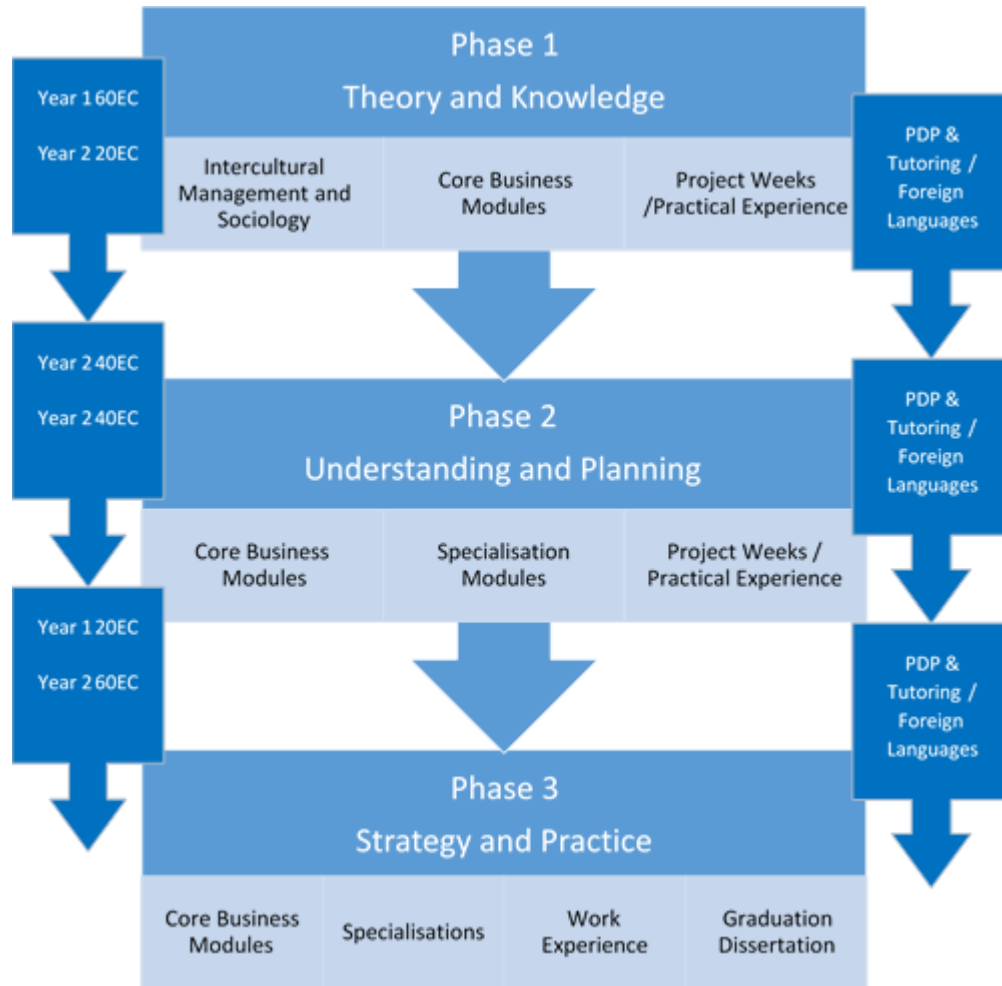 Phase 1
Theory and Knowledge
Year 1 60EC
Year 2 20EC
Intercultural
Management and
Sociology
Core Business
Modules
Project Weeks
/Practical Experience
PDP &
Tutoring /
Foreign
Languages
Phase 2
Understanding and Planning
Year 2 40EC
Year 2 40EC
Core Business
Modules
Specialisation
Modules
Project Weeks /
Practical Experience
PDP &
Tutoring /
Foreign
Languages
Year 1 20EC
Year 2 60EC
PDP &
Tutoring /
Foreign
Languages
Phase 3
Strategy and Practice
Core Business
Modules
Specialisations
Work
Experience
Graduation
Dissertation